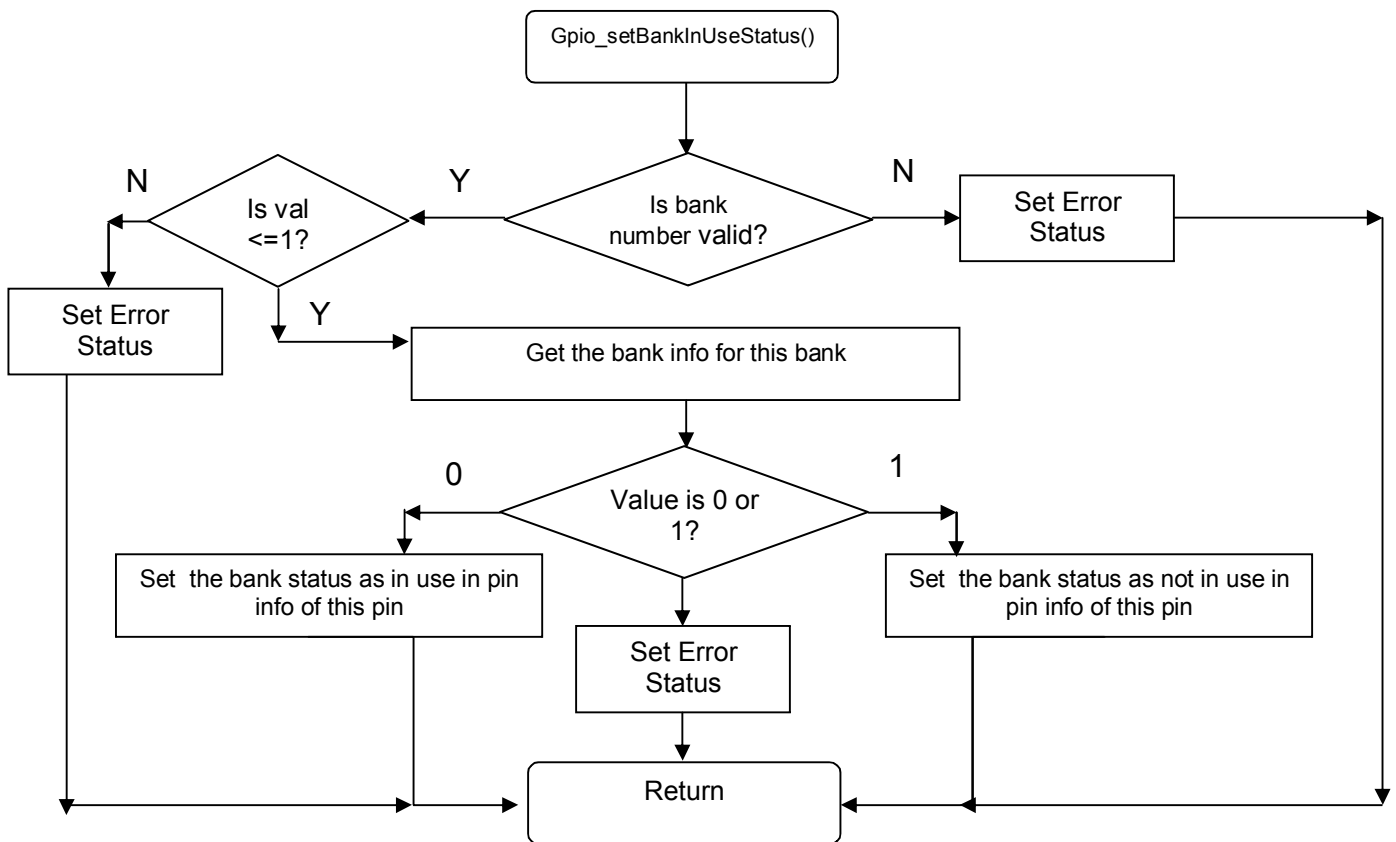 Gpio_setBankInUseStatus()
N
Y
N
Is val
<=1?
Is bank
number valid?
Set Error
Status
Set Error
Status
Y
Get the bank info for this bank
0
1
Value is 0 or
1?
Set  the bank status as in use in pin
info of this pin
Set  the bank status as not in use in
pin info of this pin
Set Error
Status
Return